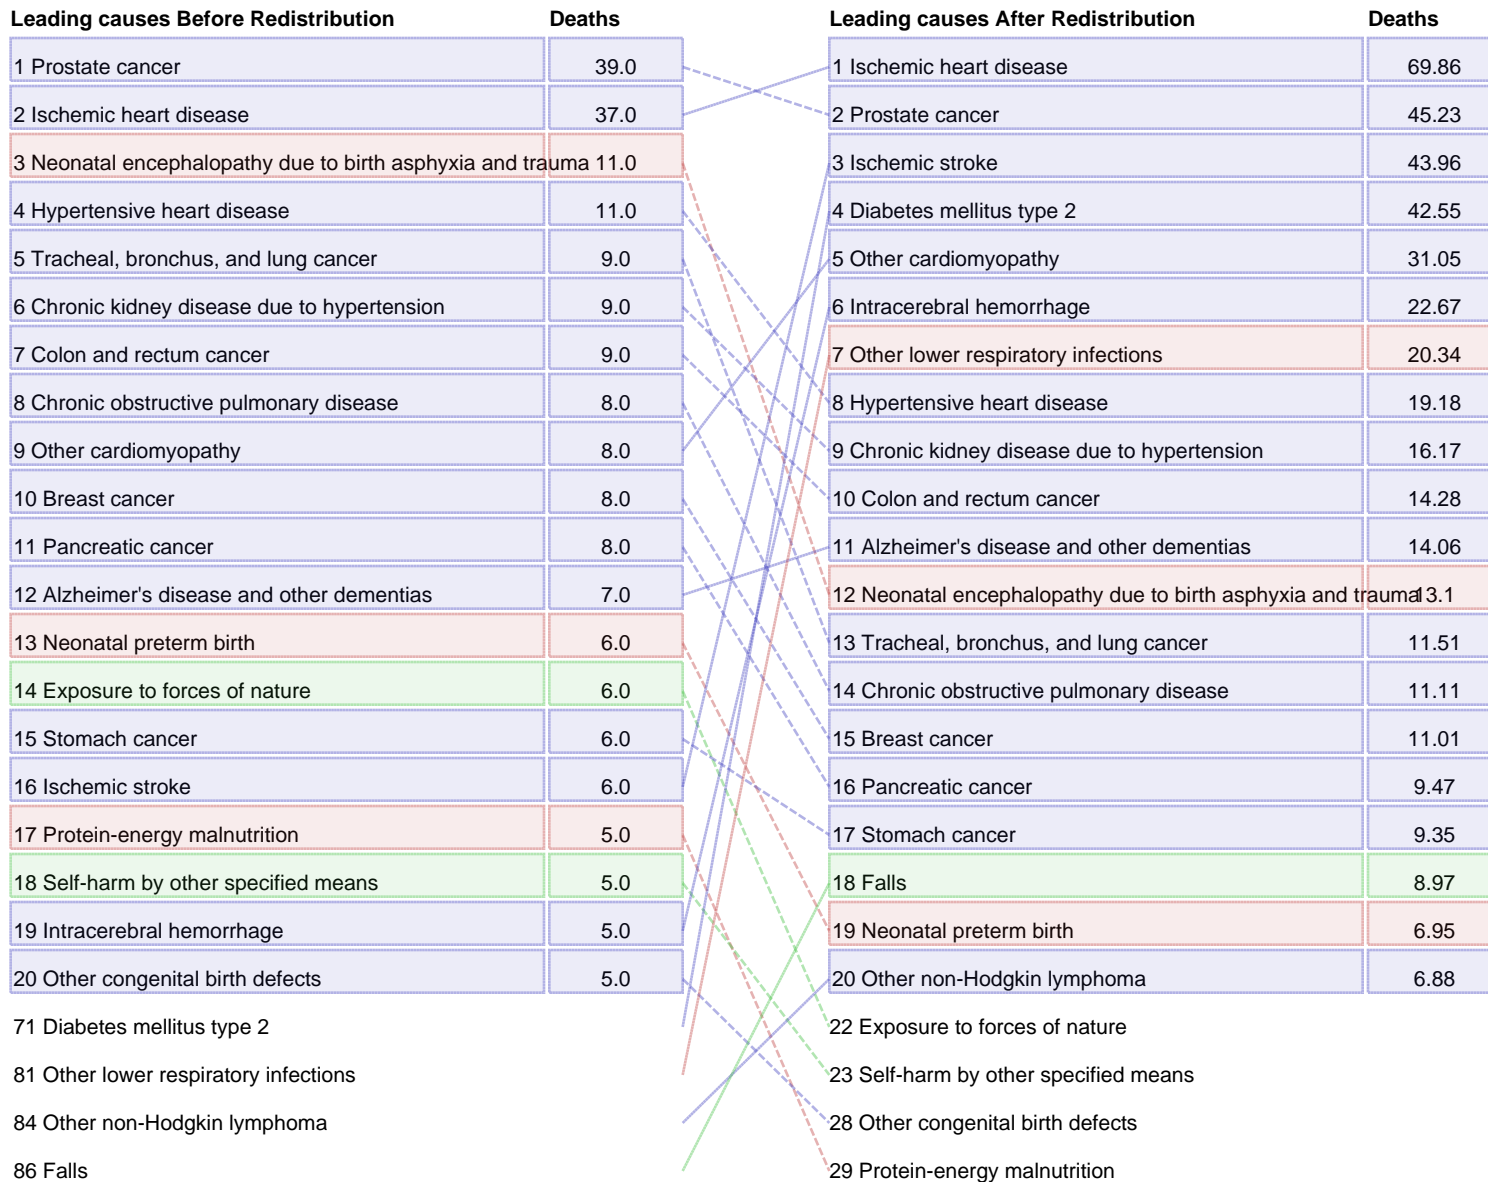 Leading causes Before Redistribution Deaths Leading causes After Redistribution Deaths
1 Prostate cancer 39.0 1 Ischemic heart disease 69.86
2 Ischemic heart disease 37.0 2 Prostate cancer 45.23
3 Neonatal encephalopathy due to birth asphyxia and trauma 11.0 3 Ischemic stroke 43.96
4 Hypertensive heart disease 11.0 4 Diabetes mellitus type 2 42.55
5 Tracheal, bronchus, and lung cancer 9.0 5 Other cardiomyopathy 31.05
6 Chronic kidney disease due to hypertension 9.0 6 Intracerebral hemorrhage 22.67
7 Colon and rectum cancer 9.0 7 Other lower respiratory infections 20.34
8 Chronic obstructive pulmonary disease 8.0 8 Hypertensive heart disease 19.18
9 Other cardiomyopathy 8.0 9 Chronic kidney disease due to hypertension 16.17
10 Breast cancer 8.0 10 Colon and rectum cancer 14.28
11 Pancreatic cancer 8.0 11 Alzheimer's disease and other dementias 14.06
12 Alzheimer's disease and other dementias 7.0 12 Neonatal encephalopathy due to birth asphyxia and trauma 13.1
13 Neonatal preterm birth 6.0 13 Tracheal, bronchus, and lung cancer 11.51
14 Exposure to forces of nature 6.0 14 Chronic obstructive pulmonary disease 11.11
15 Stomach cancer 6.0 15 Breast cancer 11.01
16 Ischemic stroke 6.0 16 Pancreatic cancer 9.47
17 Protein-energy malnutrition 5.0 17 Stomach cancer 9.35
18 Self-harm by other specified means 5.0 18 Falls 8.97
19 Intracerebral hemorrhage 5.0 19 Neonatal preterm birth 6.95
20 Other congenital birth defects 5.0 20 Other non-Hodgkin lymphoma 6.88
71 Diabetes mellitus type 2 22 Exposure to forces of nature
81 Other lower respiratory infections 23 Self-harm by other specified means
84 Other non-Hodgkin lymphoma 28 Other congenital birth defects
86 Falls 29 Protein-energy malnutrition